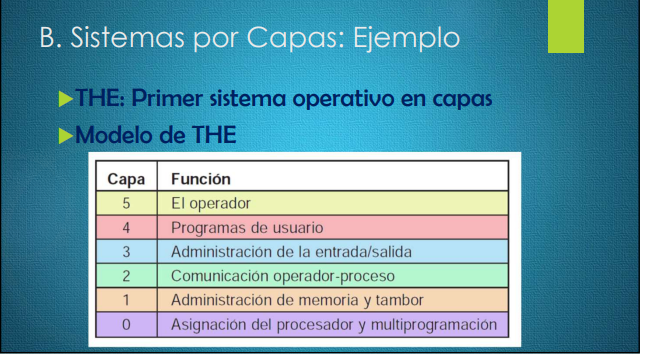 B. Sistemas por Capas: Ejemplo
THE: Primer sistema operativo en capas
Modelo de THE
Capa Función
5 El operador
4 Programas de usuario
3 Administración de la entrada/salida
2 Comunicación operador-proceso
1 Administración de memoria y tambor
0 Asignación del procesador y multiprogramación